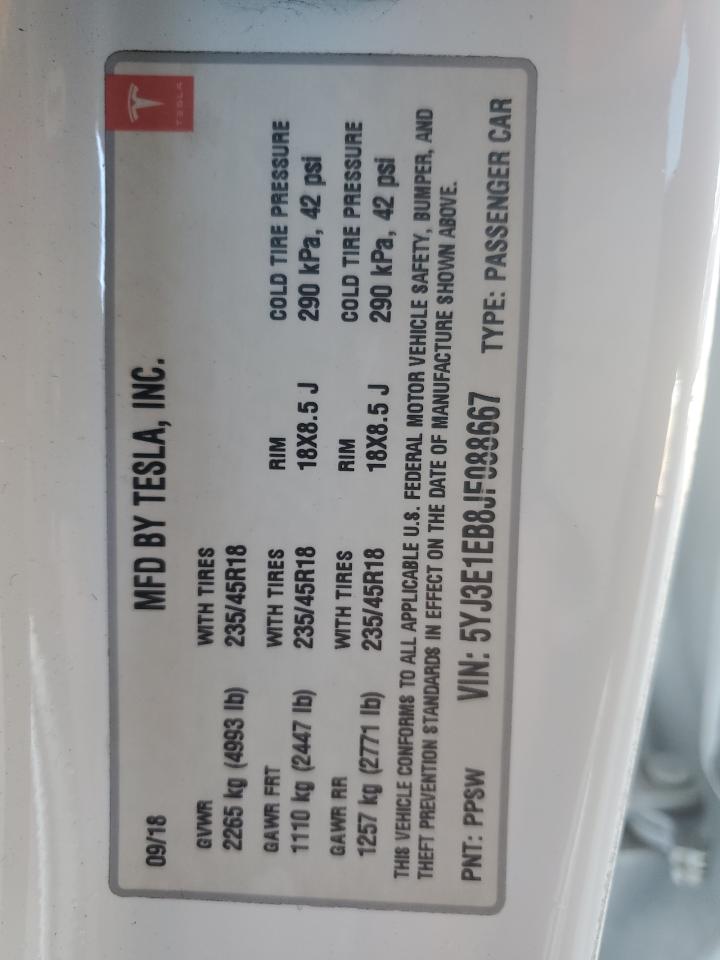 TESLA
09/18 MFD BY TESLA, INC.
GVWR WITH TIRES
2265 kg (4993 lb) 235/45R18
GAWR FRT WITH TIRES RIM COLD TIRE PRESSURE
1110 kg (2447 lb) 235/45R18 18X8.5 J 290 kPa, 42 psi
GAWR RR WITH TIRES RIM COLD TIRE PRESSURE
1257 kg (2771 lb) 235/45R18 18X8.5 J 290 kPa, 42 psi
THIS VEHICLE CONFORMS TO ALL APPLICABLE U.S. FEDERAL MOTOR VEHICLE SAFETY, BUMPER, AND
THEFT PREVENTION STANDARDS IN EFFECT ON THE DATE OF MANUFACTURE SHOWN ABOVE.
PNT: PPSW VIN: 5YJ3E1EB8JF088667 TYPE: PASSENGER CAR